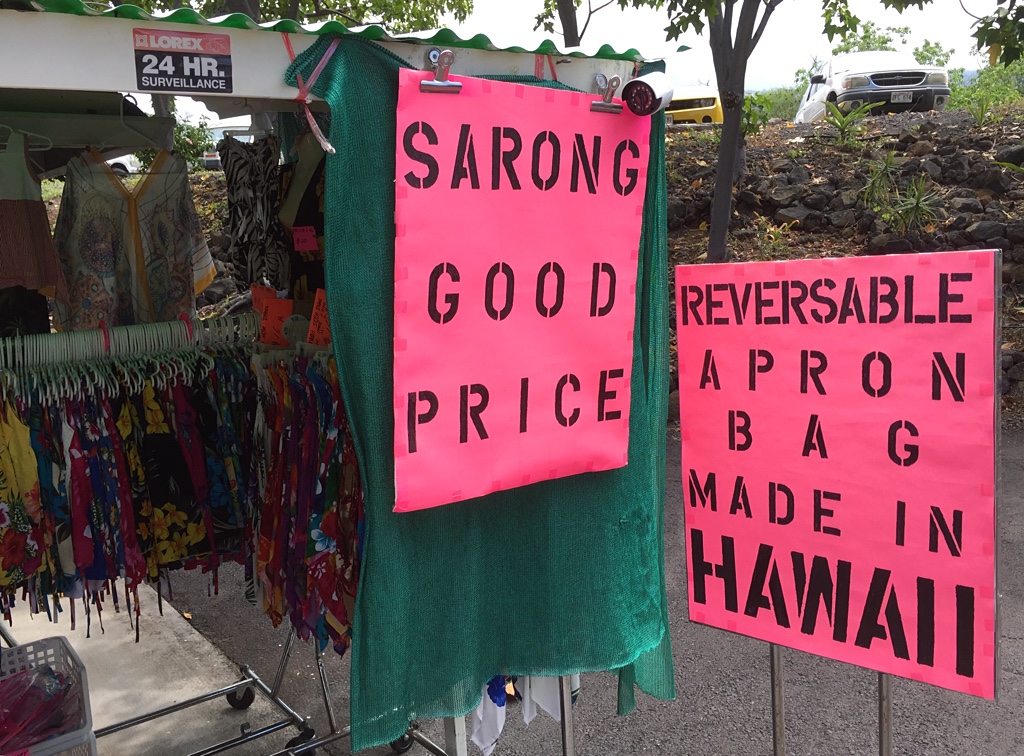 LOREX
24 HR.
SURVEILLANCE
SARONG
GOOD
PRICE
REVERSABLE
APRON
BAG
MADE IN
HAWAII